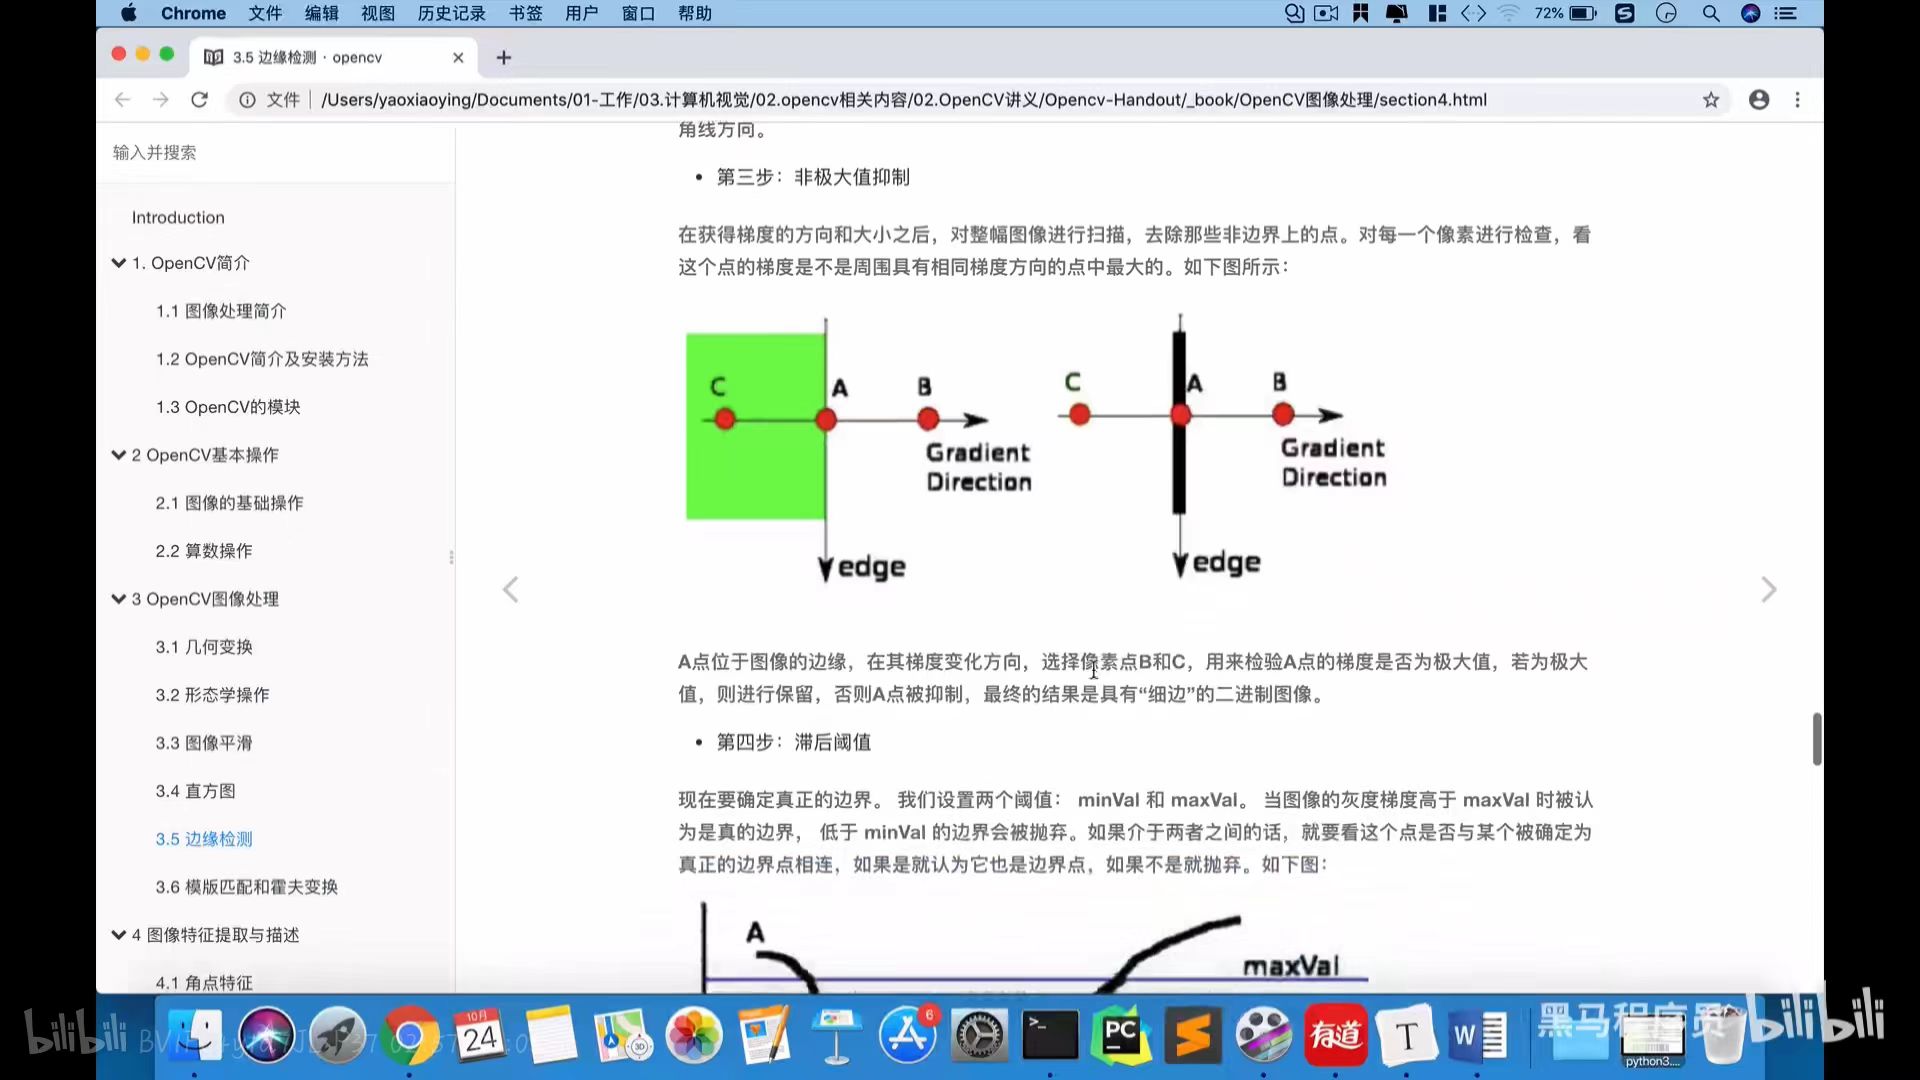 Chrome 文件 编辑 视图 历史记录 书签 用户 窗口 帮助 72%
3.5 边缘检测 · opencv
文件 /Users/yaoxiaoying/Documents/01-工作/03.计算机视觉/02.opencv相关内容/02.OpenCV讲义/Opencv-Handout/_book/OpenCV图像处理/section4.html
输入并搜索
Introduction
1. OpenCV简介
1.1 图像处理简介
1.2 OpenCV简介及安装方法
1.3 OpenCV的模块
2 OpenCV基本操作
2.1 图像的基础操作
2.2 算数操作
3 OpenCV图像处理
3.1 几何变换
3.2 形态学操作
3.3 图像平滑
3.4 直方图
3.5 边缘检测
3.6 模版匹配和霍夫变换
4 图像特征提取与描述
4.1 角点特征
角线方向。
• 第三步：非极大值抑制
在获得梯度的方向和大小之后，对整幅图像进行扫描，去除那些非边界上的点。对每一个像素进行检查，看
这个点的梯度是不是周围具有相同梯度方向的点中最大的。如下图所示：
C A B
Gradient
Direction
edge
C A B
Gradient
Direction
edge
A点位于图像的边缘，在其梯度变化方向，选择像素点B和C，用来检验A点的梯度是否为极大值，若为极大
值，则进行保留，否则A点被抑制，最终的结果是具有“细边”的二进制图像。
• 第四步：滞后阈值
现在要确定真正的边界。 我们设置两个阈值： minVal 和 maxVal。 当图像的灰度梯度高于 maxVal 时被认
为是真的边界， 低于 minVal 的边界会被抛弃。如果介于两者之间的话，就要看这个点是否与某个被确定为
真正的边界点相连，如果是就认为它也是边界点，如果不是就抛弃。如下图：
A
maxVal
10月
24
3D
6
PC
有道
T
W
python3....
黑马程序员
bilibili
bilibili